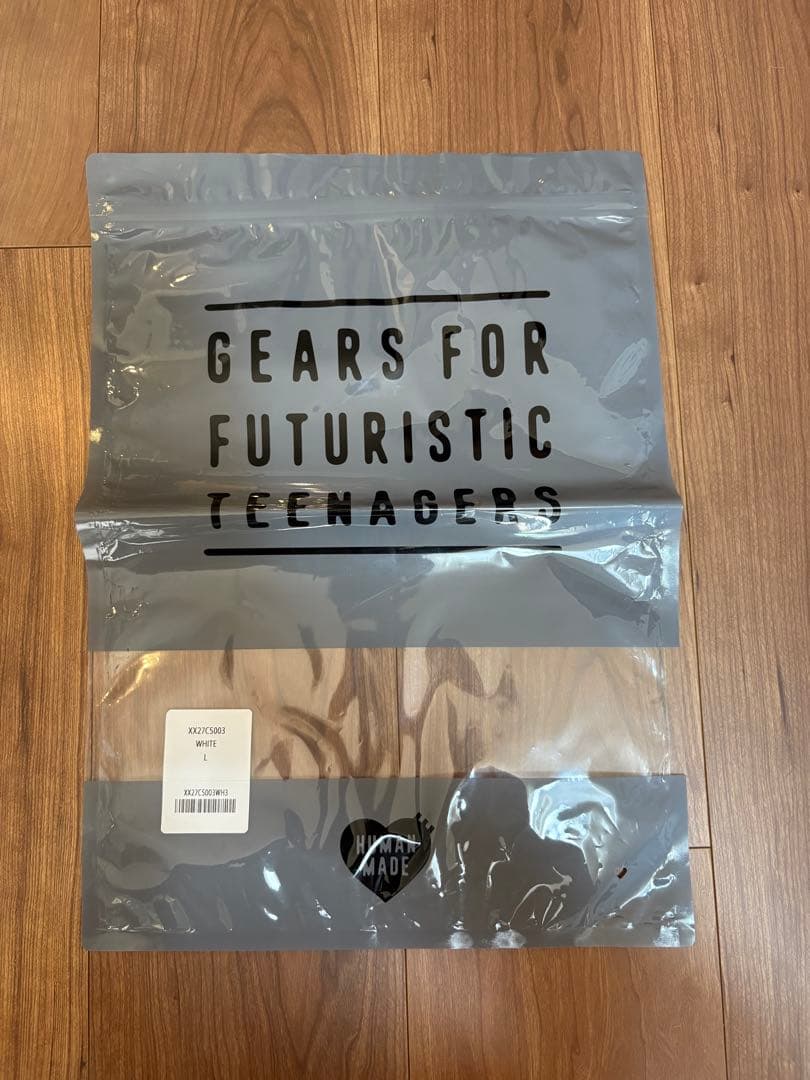 GEARS FOR
FUTURISTIC
TEENAGERS
XX27CS003
WHITE
L
XX27CS003WH3
HUMAN
MADE